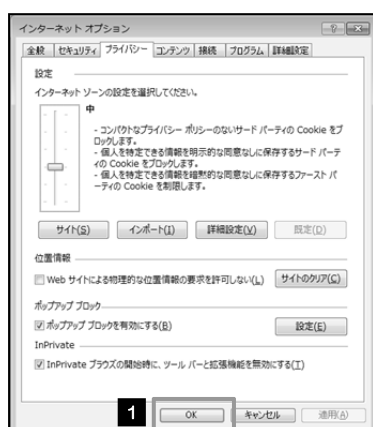 インターネット オプション
全般 セキュリティ プライバシー コンテンツ 接続 プログラム 詳細設定
設定
インターネット ゾーンの設定を選択してください。
中
- コンパクトなプライバシー ポリシーのないサード パーティの Cookie をブ
ロックします。
- 個人を特定できる情報を明示的な同意なしに保存するサード パーテ
ィの Cookie をブロックします。
- 個人を特定できる情報を暗黙的な同意なしに保存するファースト パ
ーティの Cookie を制限します。
サイト(S) インポート(I) 詳細設定(V) 既定(D)
位置情報
Web サイトによる物理的な位置情報の要求を許可しない(L) サイトのクリア(C)
ポップアップ ブロック
ポップアップ ブロックを有効にする(B) 設定(E)
InPrivate
InPrivate ブラウズの開始時に、ツール バーと拡張機能を無効にする(T)
1 OK キャンセル 適用(A)